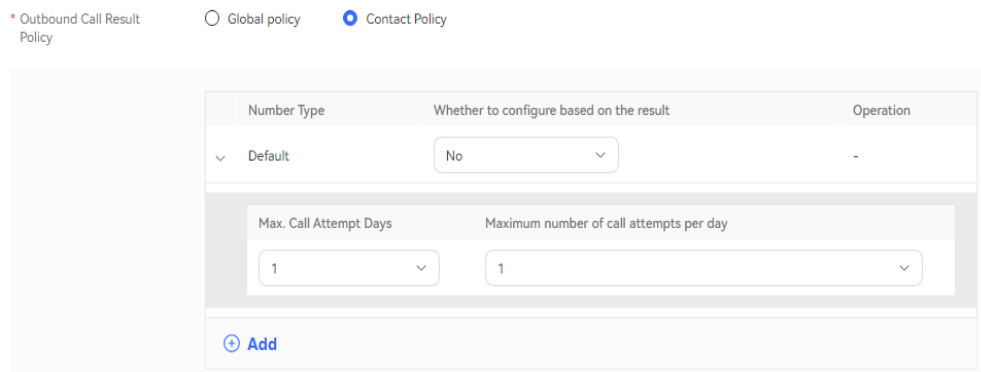 * Outbound Call Result
Policy
Global policy
Contact Policy
Number Type
Whether to configure based on the result
Operation
Default
No
-
Max. Call Attempt Days
Maximum number of call attempts per day
1
1
Add